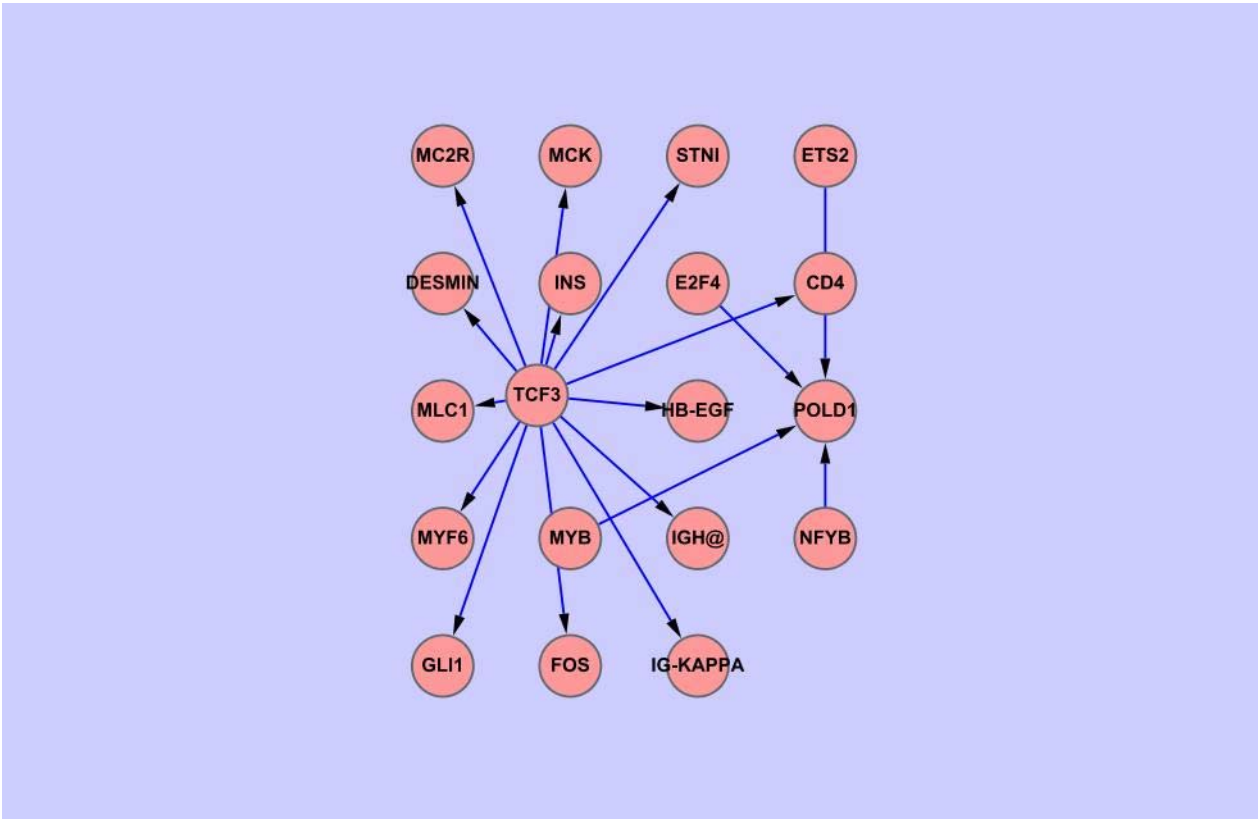 MC2R MCK STNI ETS2
DESMIN INS E2F4 CD4
TCF3
MLC1 HB-EGF POLD1
MYF6 MYB IGH@ NFYB
GLI1 FOS IG-KAPPA